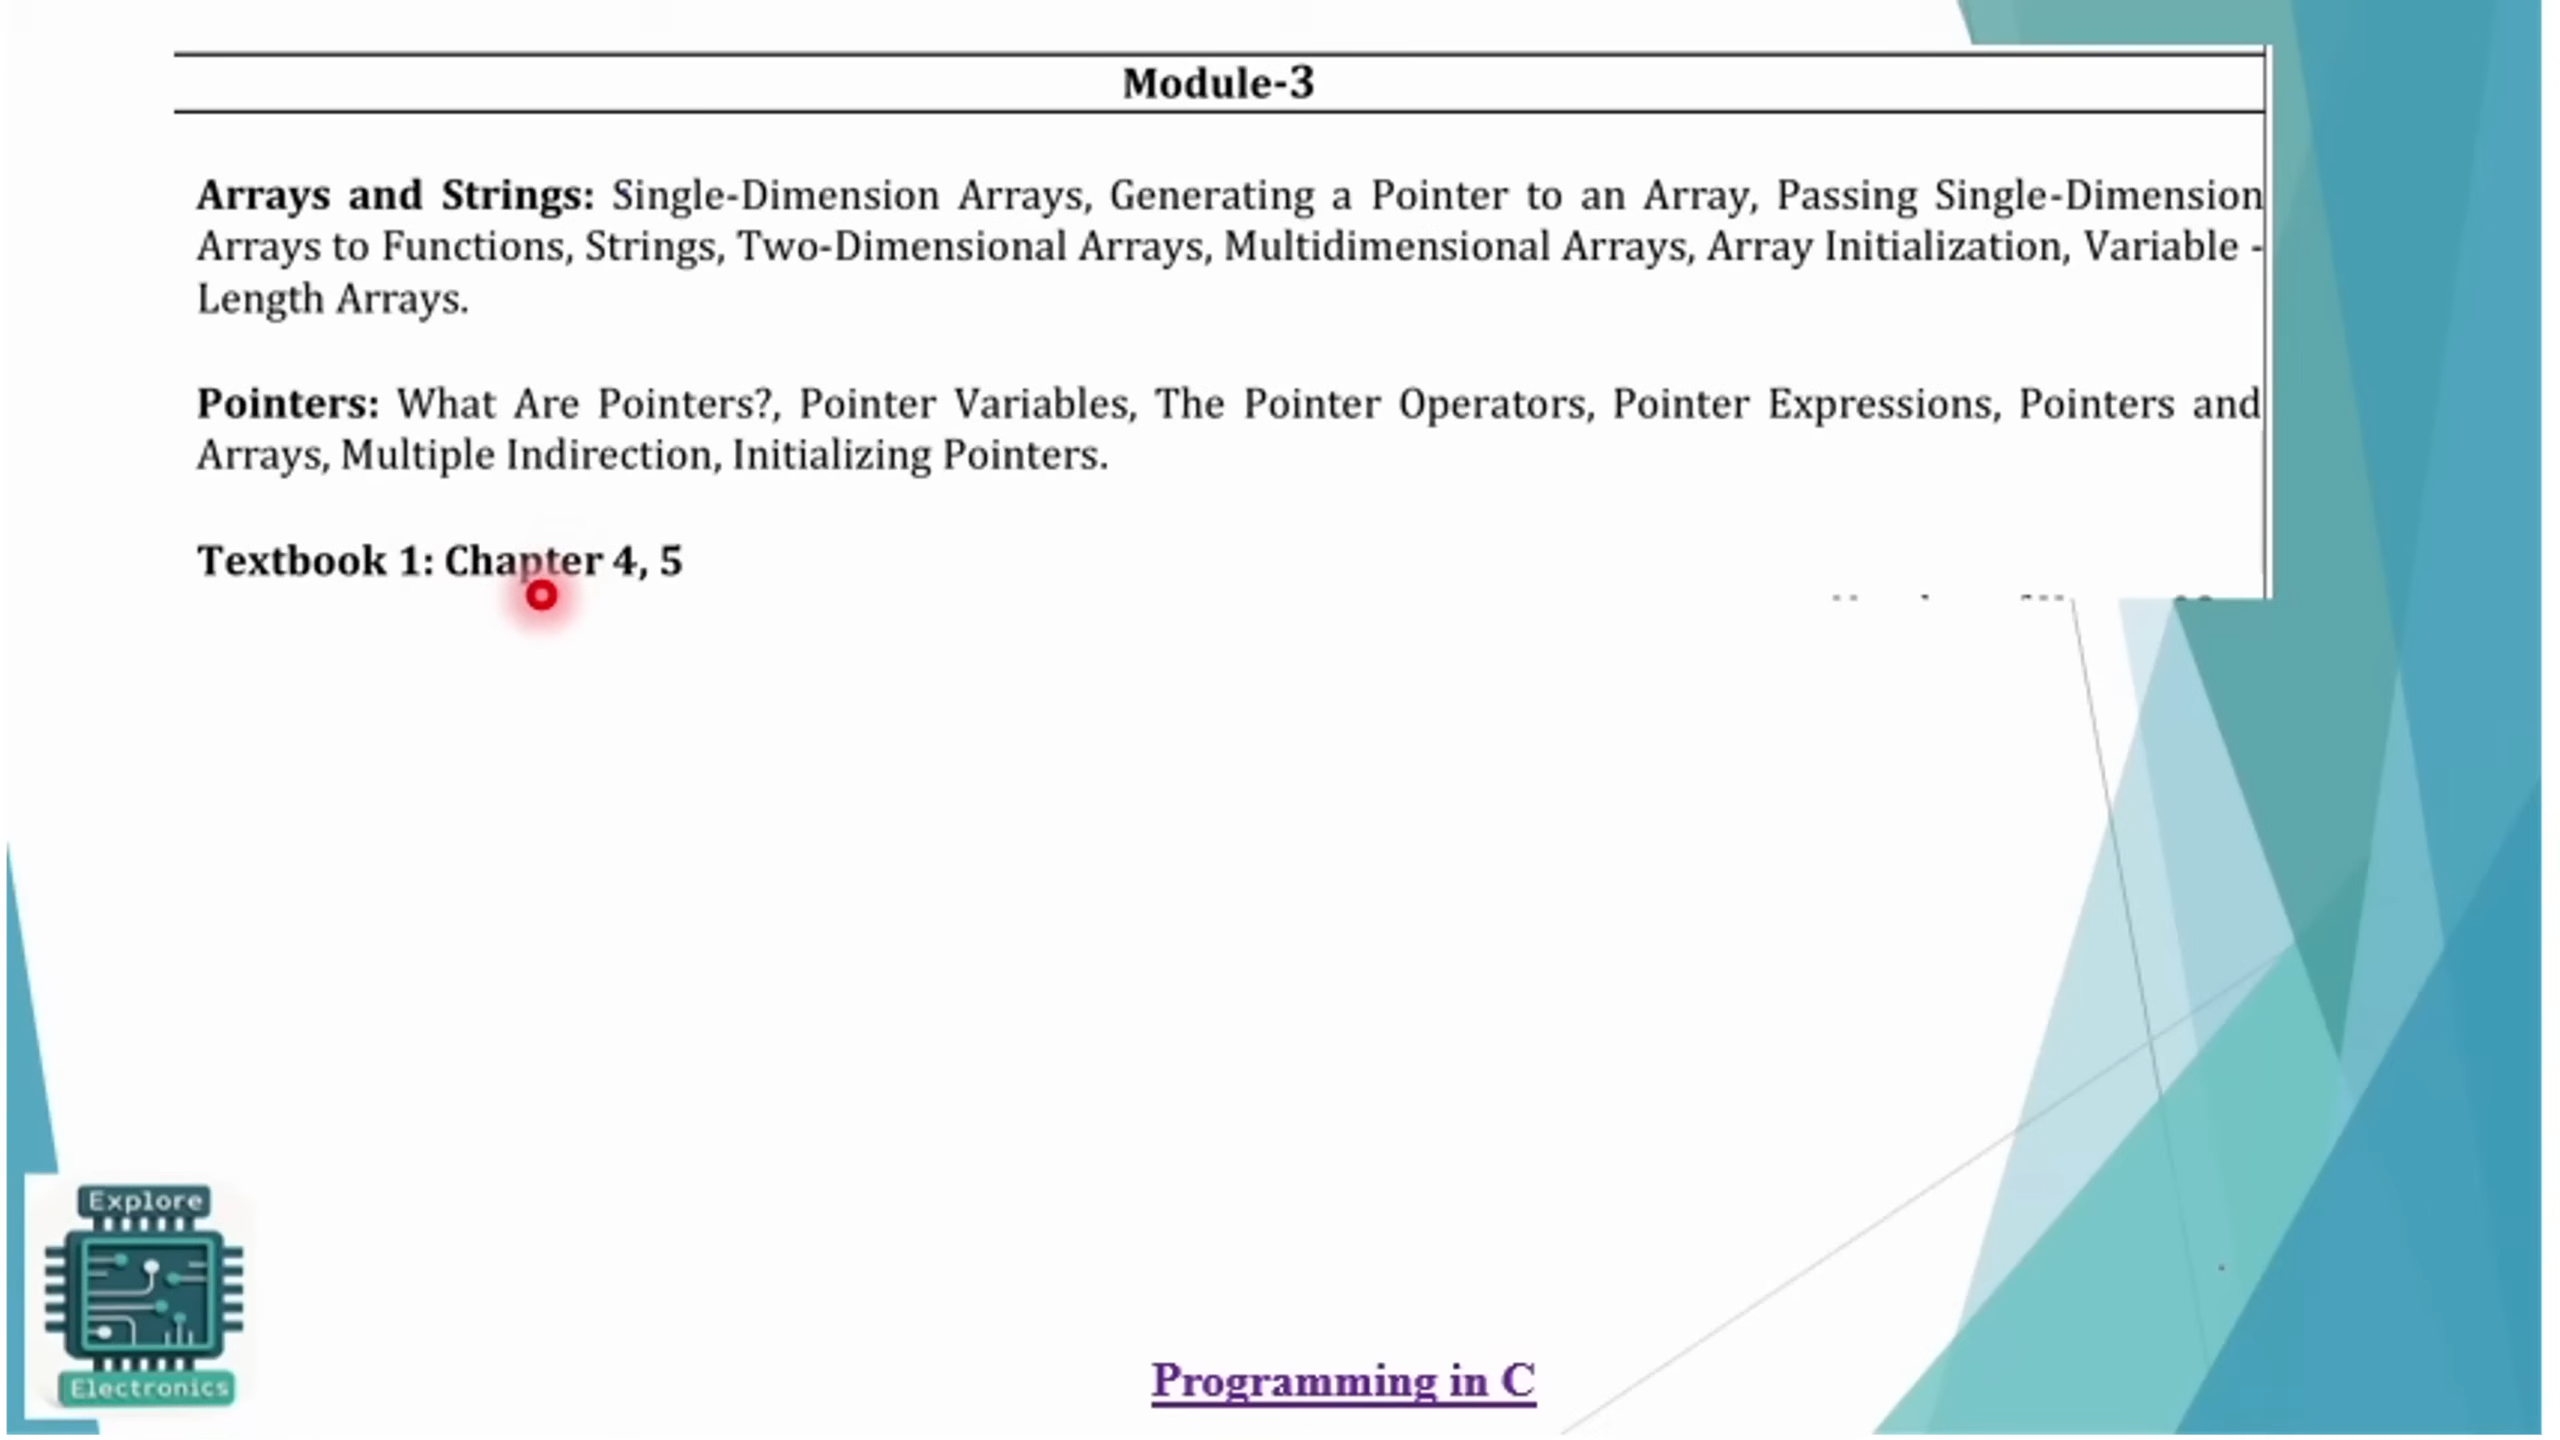 Module-3
Arrays and Strings: Single-Dimension Arrays, Generating a Pointer to an Array, Passing Single-Dimension
Arrays to Functions, Strings, Two-Dimensional Arrays, Multidimensional Arrays, Array Initialization, Variable -
Length Arrays.
Pointers: What Are Pointers?, Pointer Variables, The Pointer Operators, Pointer Expressions, Pointers and
Arrays, Multiple Indirection, Initializing Pointers.
Textbook 1: Chapter 4, 5
Explore
Electronics
Programming in C